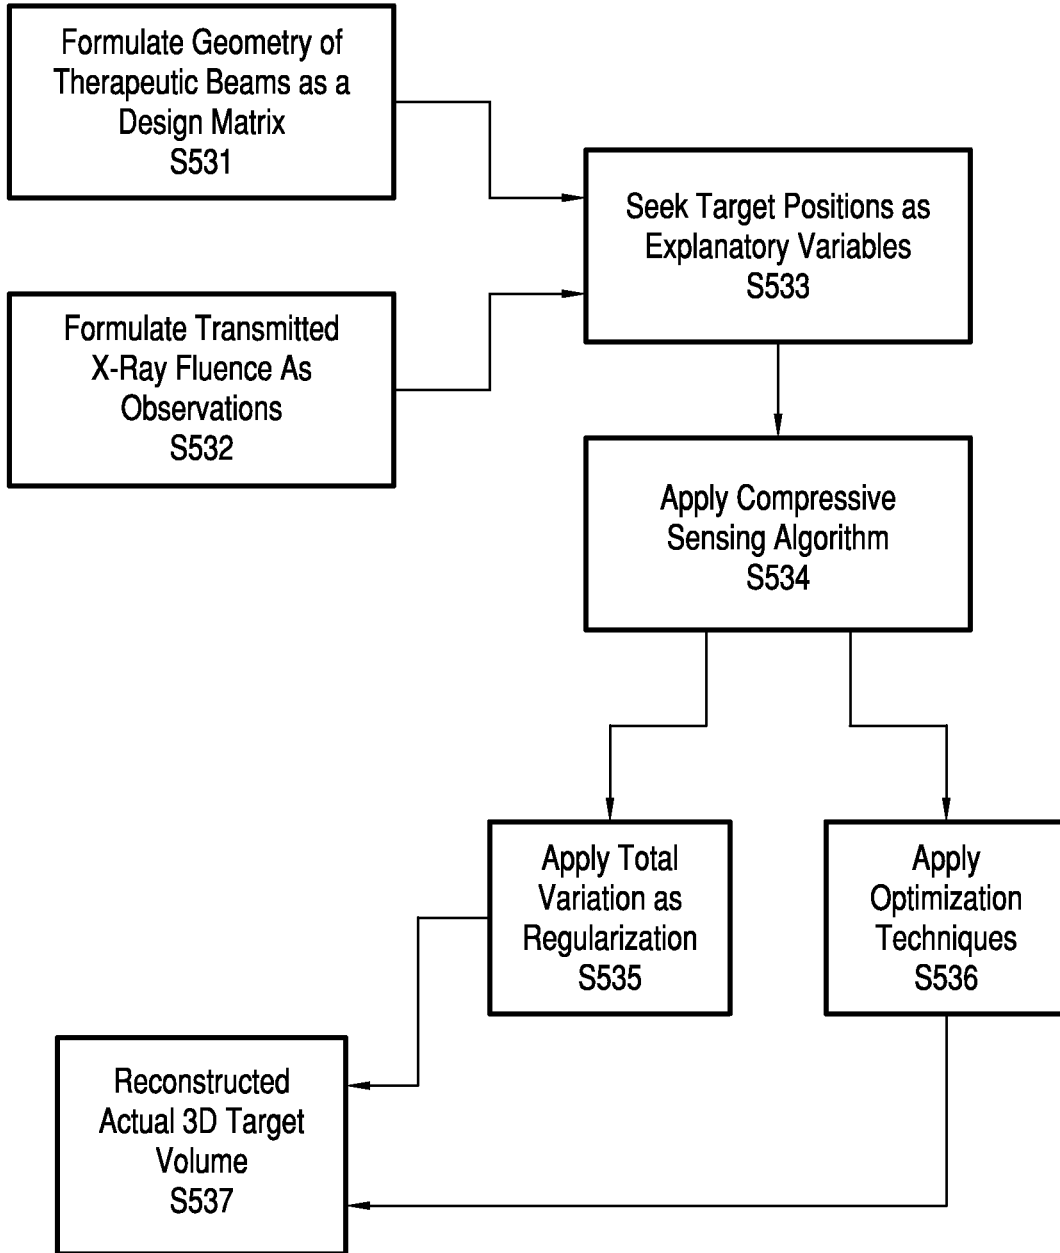 Formulate Geometry of
Therapeutic Beams as a
Design Matrix
S531
Formulate Transmitted
X-Ray Fluence As
Observations
S532
Seek Target Positions as
Explanatory Variables
S533
Apply Compressive
Sensing Algorithm
S534
Apply Total
Variation as
Regularization
S535
Apply
Optimization
Techniques
S536
Reconstructed
Actual 3D Target
Volume
S537